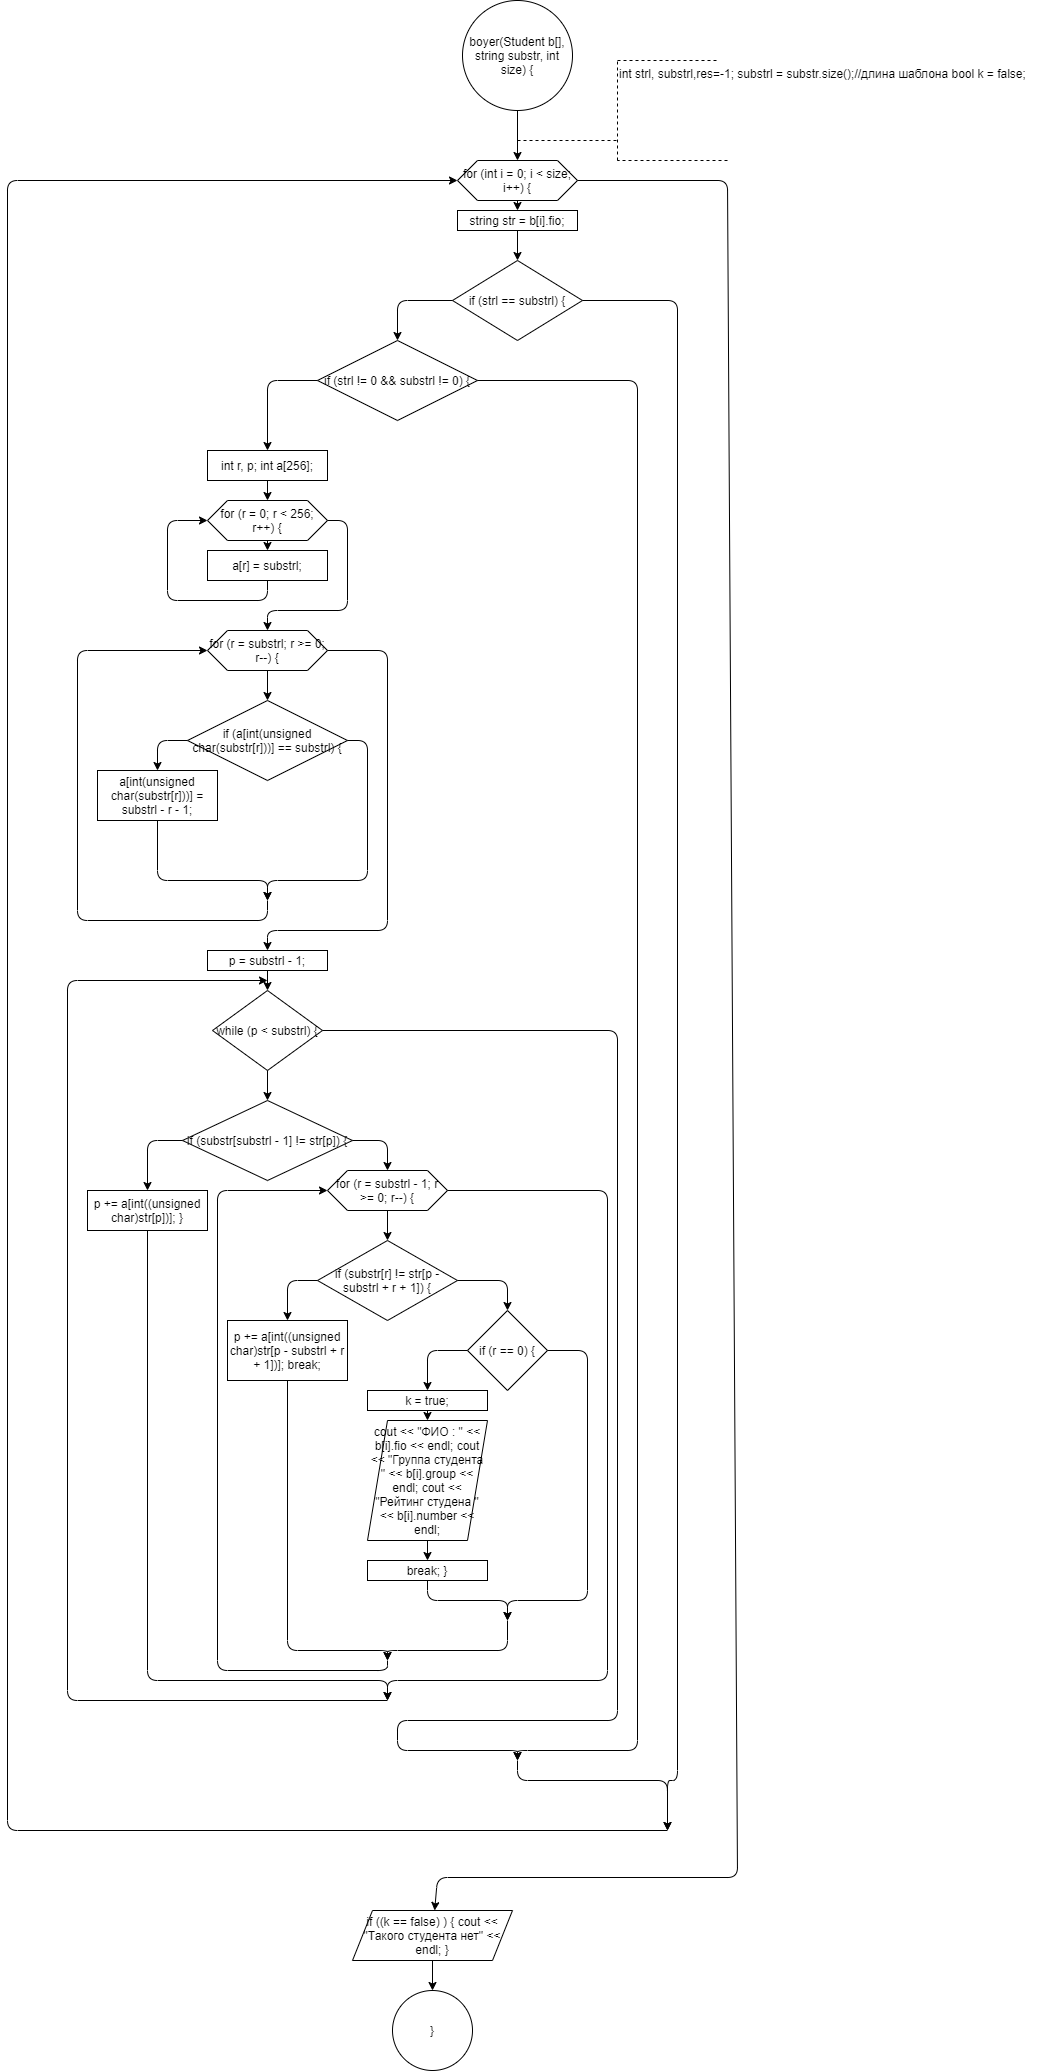 boyer(Student b[],
string substr, int
size) {
int strl, substrl,res=-1; substrl = substr.size();//длина шаблона bool k = false;
for (int i = 0; i < size;
i++) {
string str = b[i].fio;
if (strl == substrl) {
if (strl != 0 && substrl != 0) {
int r, p; int a[256];
for (r = 0; r < 256;
r++) {
a[r] = substrl;
for (r = substrl; r >= 0;
r--) {
if (a[int(unsigned
char(substr[r]))] == substrl) {
a[int(unsigned
char(substr[r]))] =
substrl - r - 1;
p = substrl - 1;
while (p < substrl) {
if (substr[substrl - 1] != str[p]) {
p += a[int((unsigned
char)str[p])]; }
for (r = substrl - 1; r
>= 0; r--) {
if (substr[r] != str[p -
substrl + r + 1]) {
p += a[int((unsigned
char)str[p - substrl + r
+ 1])]; break;
if (r == 0) {
k = true;
cout << "ФИО : " <<
b[i].fio << endl; cout
<< "Группа студента
" << b[i].group <<
endl; cout <<
"Рейтинг студена "
<< b[i].number <<
endl;
break; }
if ((k == false) ) { cout <<
"Такого студента нет" <<
endl; }
}